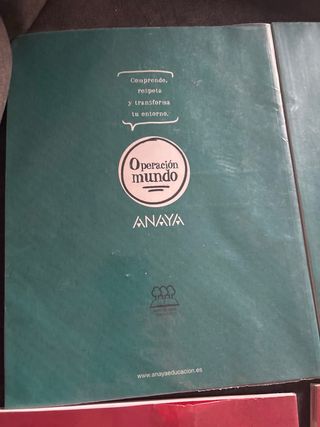 Comprende,
respeta
y transforma
tu entorno.
Operación
mundo
ANAYA
www.anayaeducacion.es